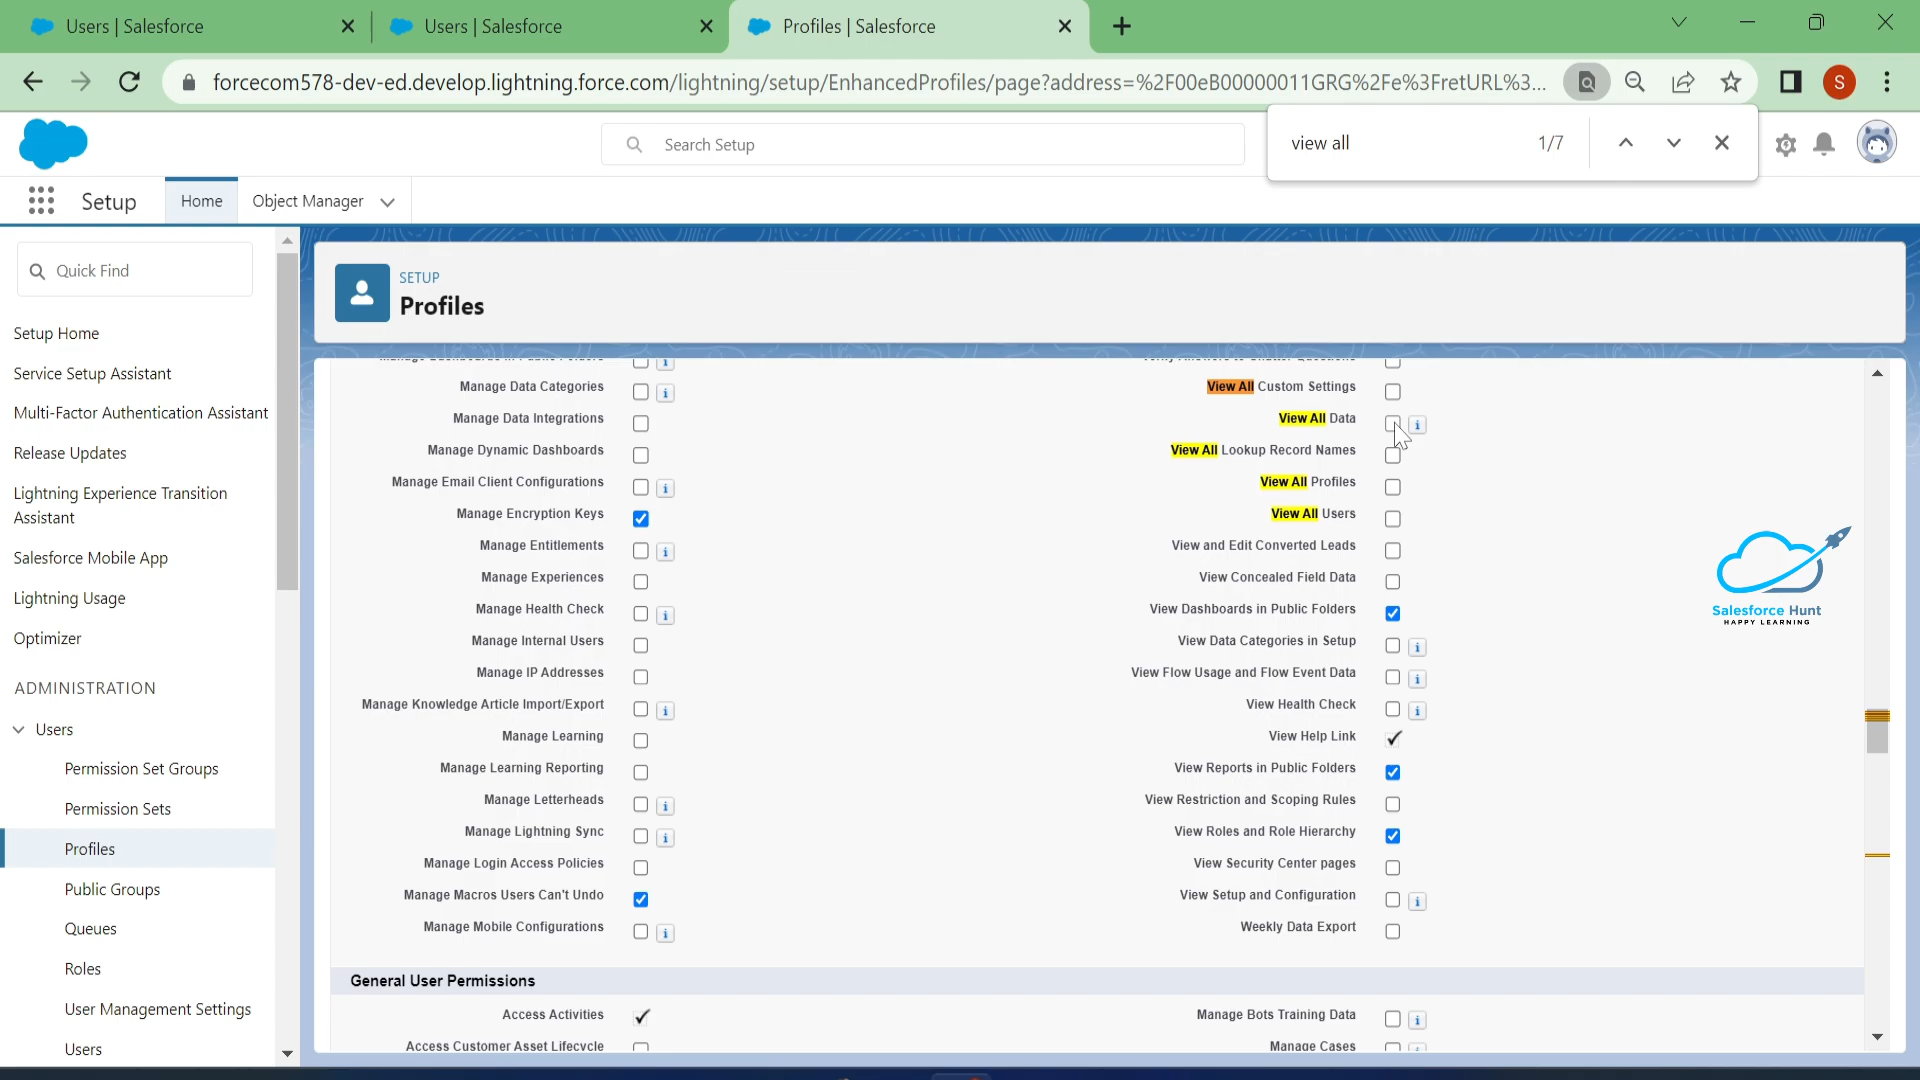 Users | Salesforce
Users | Salesforce
Profiles | Salesforce
forcecom578-dev-ed.develop.lightning.force.com/lightning/setup/EnhancedProfiles/page?address=%2F00eB00000011GRG%2Fe%3FretURL%3...
S
view all 1/7
Search Setup
Setup
Home
Object Manager
Quick Find
Setup Home
Service Setup Assistant
Multi-Factor Authentication Assistant
Release Updates
Lightning Experience Transition
Assistant
Salesforce Mobile App
Lightning Usage
Optimizer
ADMINISTRATION
Users
Permission Set Groups
Permission Sets
Profiles
Public Groups
Queues
Roles
User Management Settings
Users
SETUP
Profiles
Manage Dashboards in Public Folders
Manage Data Categories
Manage Data Integrations
Manage Dynamic Dashboards
Manage Email Client Configurations
Manage Encryption Keys
Manage Entitlements
Manage Experiences
Manage Health Check
Manage Internal Users
Manage IP Addresses
Manage Knowledge Article Import/Export
Manage Learning
Manage Learning Reporting
Manage Letterheads
Manage Lightning Sync
Manage Login Access Policies
Manage Macros Users Can't Undo
Manage Mobile Configurations
Verify Answers to Chatter Questions
View All Custom Settings
View All Data
View All Lookup Record Names
View All Profiles
View All Users
View and Edit Converted Leads
View Concealed Field Data
View Dashboards in Public Folders
View Data Categories in Setup
View Flow Usage and Flow Event Data
View Health Check
View Help Link
View Reports in Public Folders
View Restriction and Scoping Rules
View Roles and Role Hierarchy
View Security Center pages
View Setup and Configuration
Weekly Data Export
General User Permissions
Access Activities
Access Customer Asset Lifecycle
Manage Bots Training Data
Manage Cases
Salesforce Hunt
HAPPY LEARNING